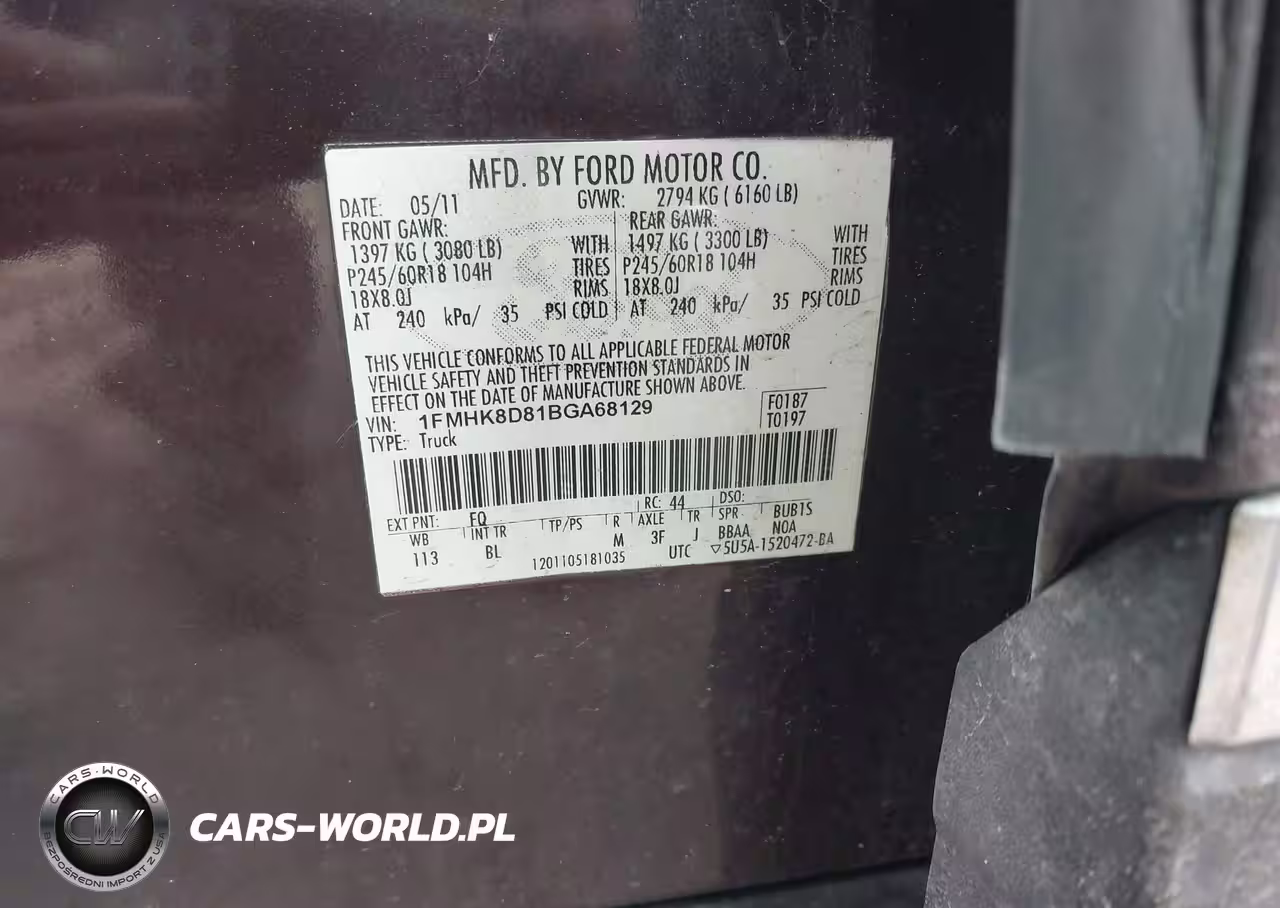 MFD. BY FORD MOTOR CO.
DATE: 05/11 GVWR: 2794 KG ( 6160 LB)
FRONT GAWR: REAR GAWR:
1397 KG ( 3080 LB) WITH 1497 KG ( 3300 LB) WITH
P245/60R18 104H TIRES P245/60R18 104H TIRES
18X8.0J RIMS 18X8.0J RIMS
AT 240 kPa/ 35 PSI COLD AT 240 kPa/ 35 PSI COLD
THIS VEHICLE CONFORMS TO ALL APPLICABLE FEDERAL MOTOR
VEHICLE SAFETY AND THEFT PREVENTION STANDARDS IN
EFFECT ON THE DATE OF MANUFACTURE SHOWN ABOVE.
VIN: 1FMHK8D81BGA68129 F0187
TYPE: Truck T0197
RC: 44 DSO:
EXT PNT: FQ
WB INT TR TP/PS R AXLE TR SPR BUB1S
113 BL M 3F J BBAA NOA
1201105181035 UTC ▽5U5A-1520472-BA
CARS-WORLD
CW
BEZPOŚREDNI IMPORT Z USA
CARS-WORLD.PL